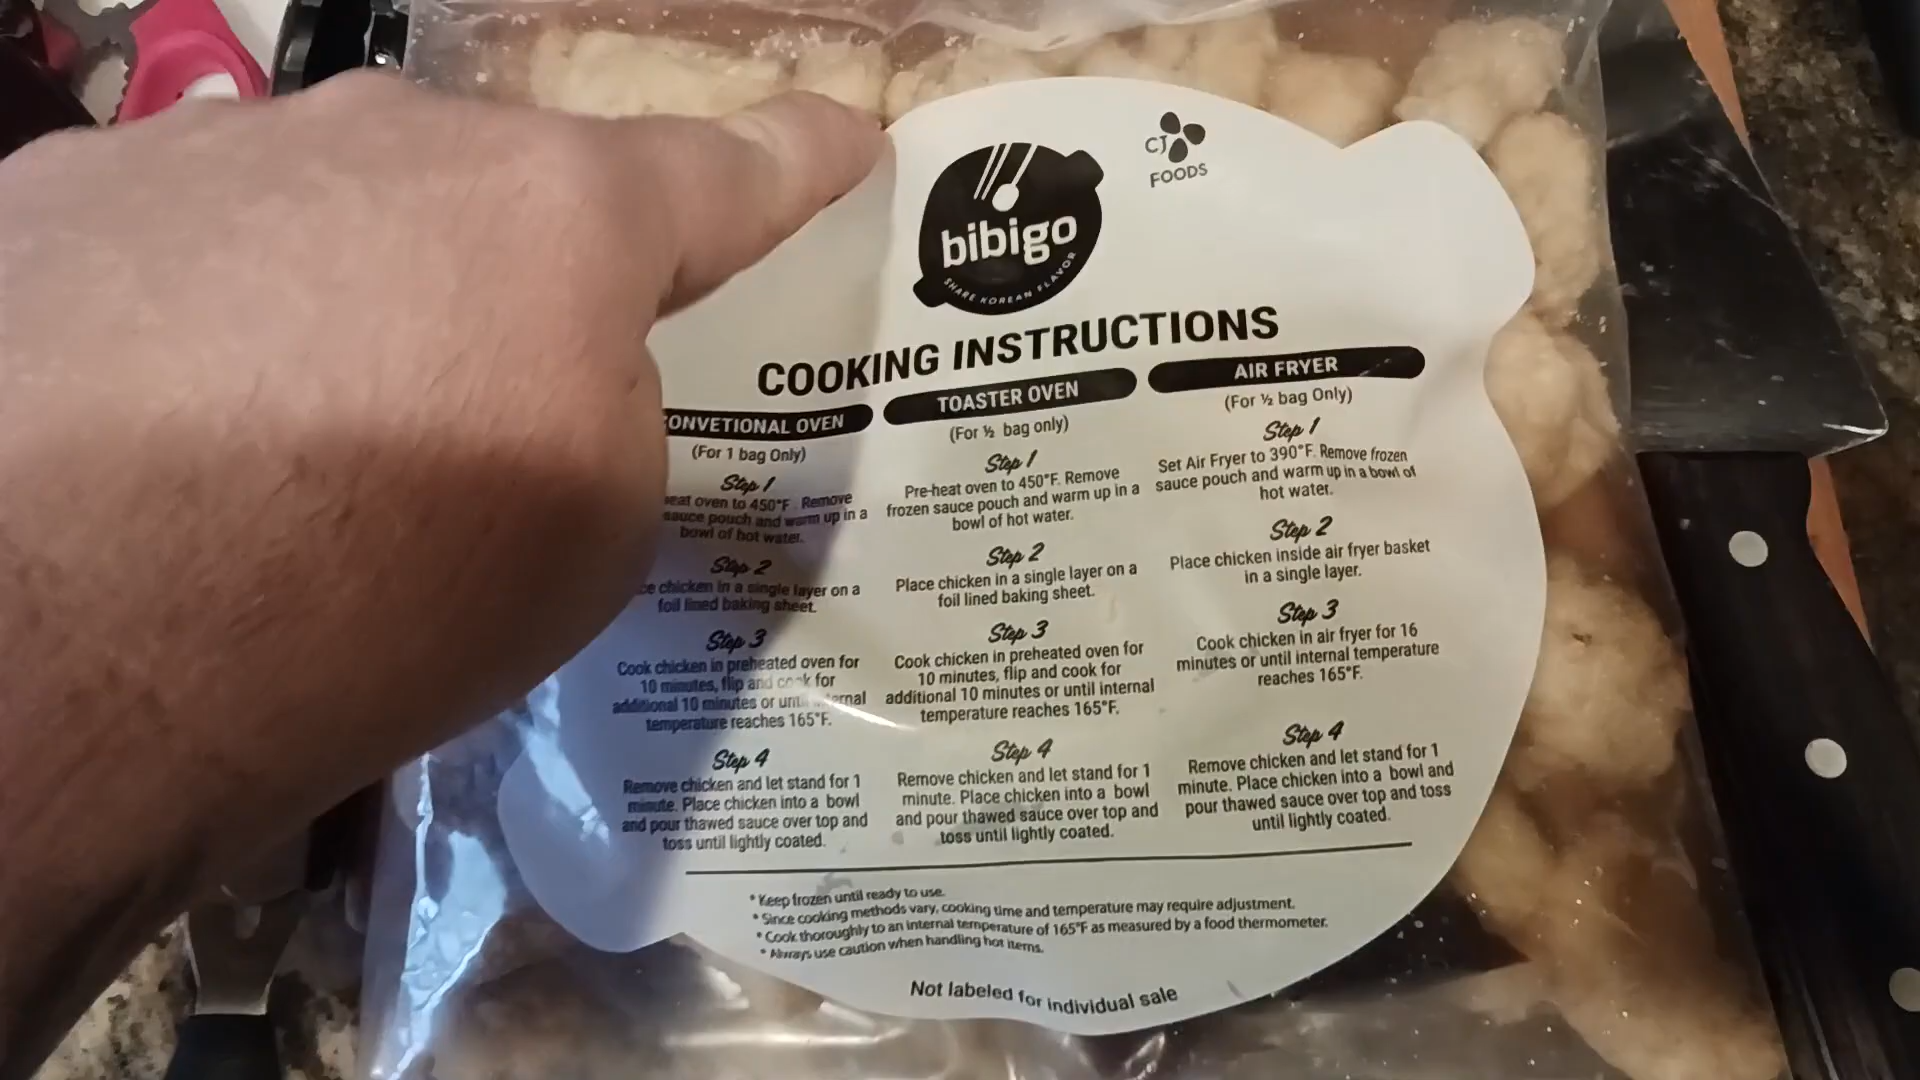 CJ
FOODS
bibigo
SHARE KOREAN FLAVOR
COOKING INSTRUCTIONS
ONVETIONAL OVEN
(For 1 bag Only)
Step 1
eat oven to 450°F. Remove
sauce pouch and warm up in a
bowl of hot water.
Step 2
ce chicken in a single layer on a
foil lined baking sheet.
Step 3
Cook chicken in preheated oven for
10 minutes, flip and cook for
additional 10 minutes or until internal
temperature reaches 165°F.
Step 4
Remove chicken and let stand for 1
minute. Place chicken into a bowl
and pour thawed sauce over top and
toss until lightly coated.
TOASTER OVEN
(For ½ bag only)
Step 1
Pre-heat oven to 450°F. Remove
frozen sauce pouch and warm up in a
bowl of hot water.
Step 2
Place chicken in a single layer on a
foil lined baking sheet.
Step 3
Cook chicken in preheated oven for
10 minutes, flip and cook for
additional 10 minutes or until internal
temperature reaches 165°F.
Step 4
Remove chicken and let stand for 1
minute. Place chicken into a bowl
and pour thawed sauce over top and
toss until lightly coated.
AIR FRYER
(For ½ bag Only)
Step 1
Set Air Fryer to 390°F. Remove frozen
sauce pouch and warm up in a bowl of
hot water.
Step 2
Place chicken inside air fryer basket
in a single layer.
Step 3
Cook chicken in air fryer for 16
minutes or until internal temperature
reaches 165°F.
Step 4
Remove chicken and let stand for 1
minute. Place chicken into a bowl and
pour thawed sauce over top and toss
until lightly coated.
* Keep frozen until ready to use.
* Since cooking methods vary, cooking time and temperature may require adjustment.
* Cook thoroughly to an internal temperature of 165°F as measured by a food thermometer.
* Always use caution when handling hot items.
Not labeled for individual sale